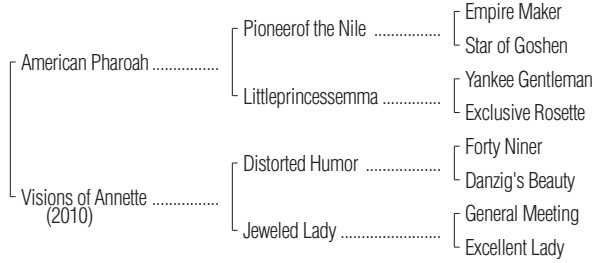 Empire Maker
Pioneerof the Nile ................
Star of Goshen
American Pharoah ................
Yankee Gentleman
Littleprincessemma ..............
Exclusive Rosette
Forty Niner
Distorted Humor ..................
Danzig's Beauty
Visions of Annette ................
(2010)
General Meeting
Jeweled Lady ........................
Excellent Lady